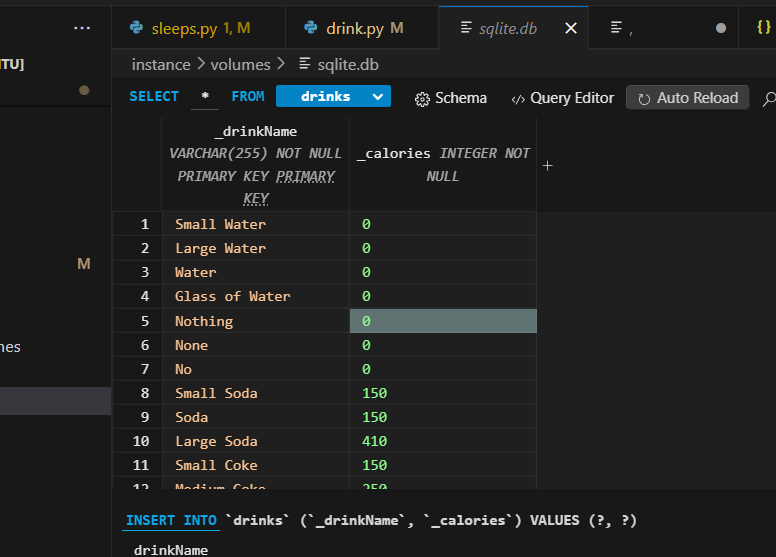 ... sleeps.py 1, M drink.py M sqlite.db ,  {}
TU]
instance > volumes > sqlite.db
SELECT * FROM drinks Schema Query Editor Auto Reload
_drinkName
VARCHAR(255) NOT NULL
PRIMARY KEY PRIMARY
KEY
_calories INTEGER NOT
NULL
+
1 Small Water 0
2 Large Water 0
M
3 Water 0
4 Glass of Water 0
5 Nothing 0
nes
6 None 0
7 No 0
8 Small Soda 150
9 Soda 150
10 Large Soda 410
11 Small Coke 150
12 Medium Coke 250
INSERT INTO `drinks` (`_drinkName`, `_calories`) VALUES (?, ?)
drinkName